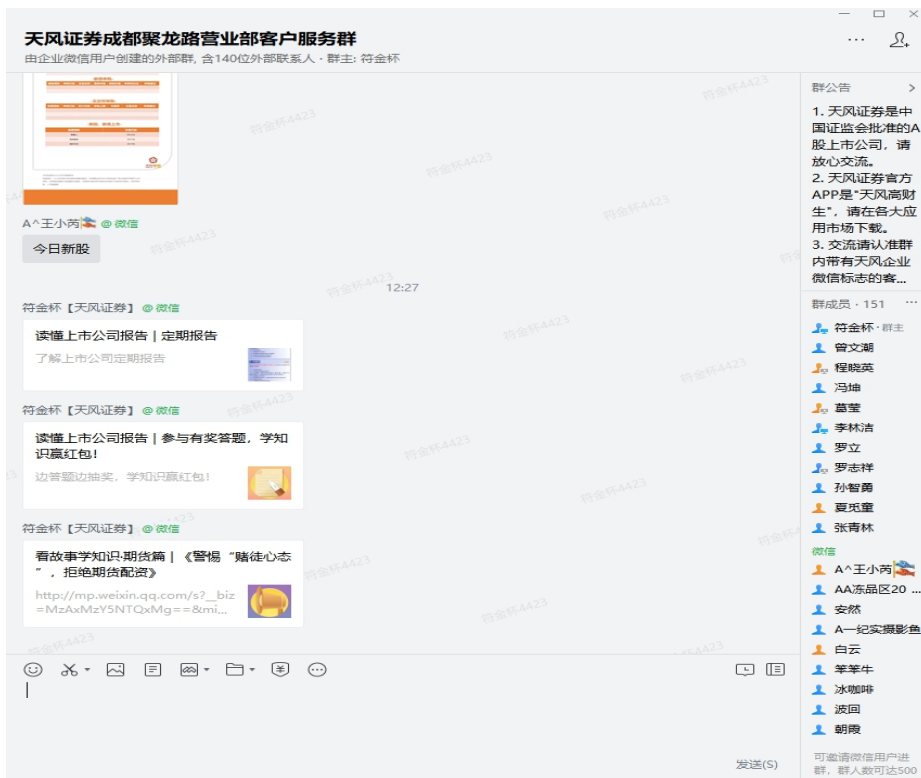 天风证券成都聚龙路营业部客户服务群
由企业微信用户创建的外部群, 含140位外部联系人 · 群主: 符金杯
A^王小芮 @微信
今日新股
12:27
符金杯【天风证券】 @微信
读懂上市公司报告 | 定期报告
了解上市公司定期报告
符金杯【天风证券】 @微信
读懂上市公司报告 | 参与有奖答题，学知
识赢红包!
边答题边抽奖，学知识赢红包!
符金杯【天风证券】 @微信
看故事学知识·期货篇 | 《警惕“赌徒心态
”，拒绝期货配资》
http://mp.weixin.qq.com/s?__biz
=MzAxMzY5NTQxMg==&mi...
发送(S)
群公告
1. 天风证券是中
国证监会批准的A
股上市公司，请
放心交流。
2. 天风证券官方
APP是“天风高财
生”，请在各大应
用市场下载。
3. 交流请认准群
内带有天风企业
微信标志的客...
群成员 · 151
符金杯 · 群主
曾文潮
程晓英
冯坤
葛莹
李林洁
罗立
罗志祥
孙智勇
夏兎童
张青林
微信
A^王小芮
AA冻品区20 ...
安然
A一纪实摄影鱼
白云
笨笨牛
冰咖啡
波回
朝霞
可邀请微信用户进
群，群人数可达500
符金杯4423